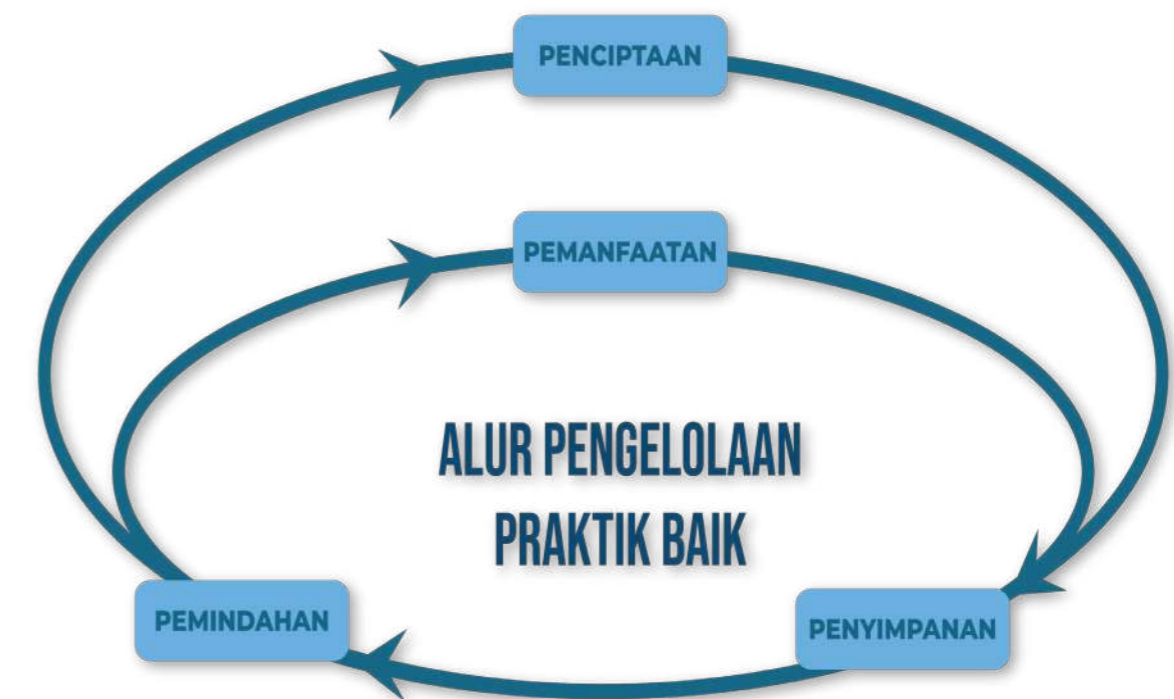 PENCIPTAAN
PEMANFAATAN
ALUR PENGELOLAAN
PRAKTIK BAIK
PEMINDAHAN
PENYIMPANAN